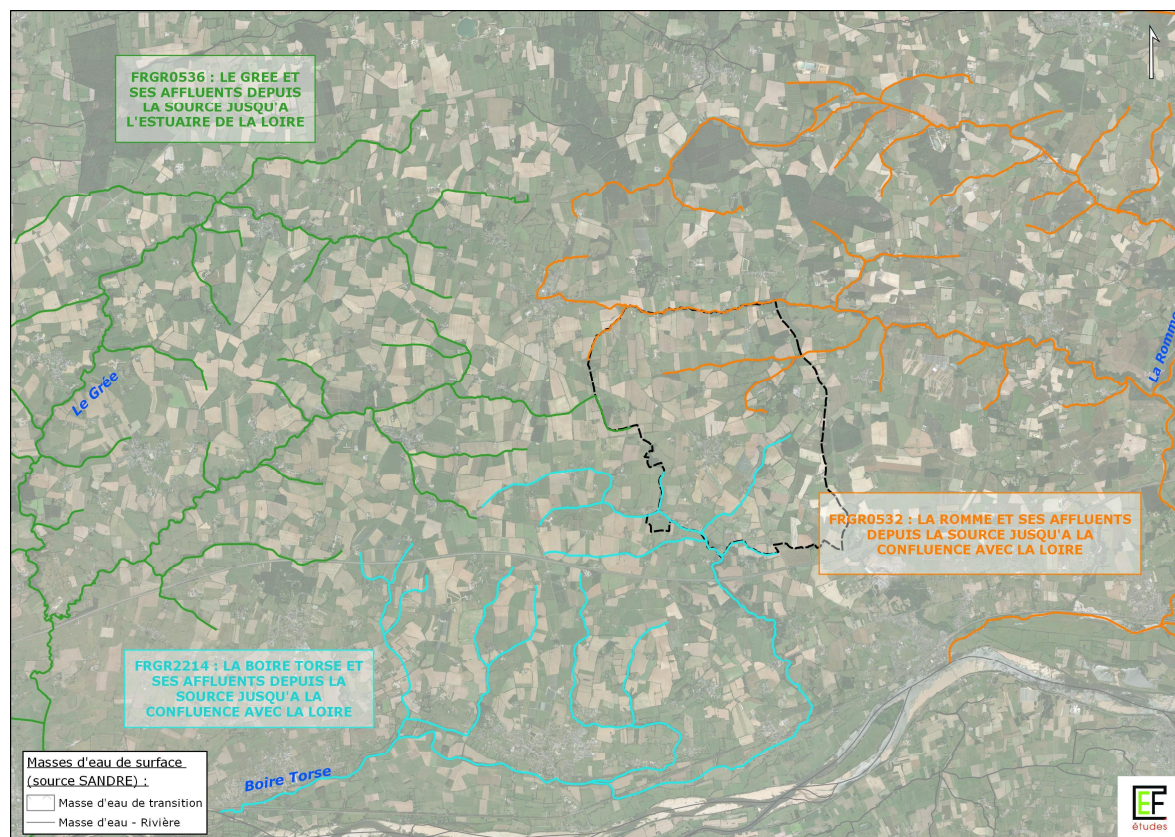 FRGR0536 : LE GREE ET
SES AFFLUENTS DEPUIS
LA SOURCE JUSQU'A
L'ESTUAIRE DE LA LOIRE
La Romme
Le Grée
FRGR0532 : LA ROMME ET SES AFFLUENTS
DEPUIS LA SOURCE JUSQU'A LA
CONFLUENCE AVEC LA LOIRE
FRGR2214 : LA BOIRE TORSE ET
SES AFFLUENTS DEPUIS LA
SOURCE JUSQU'A LA
CONFLUENCE AVEC LA LOIRE
Boire Torse
Masses d'eau de surface
(source SANDRE) :
Masse d'eau de transition
Masse d'eau - Rivière
EF
études